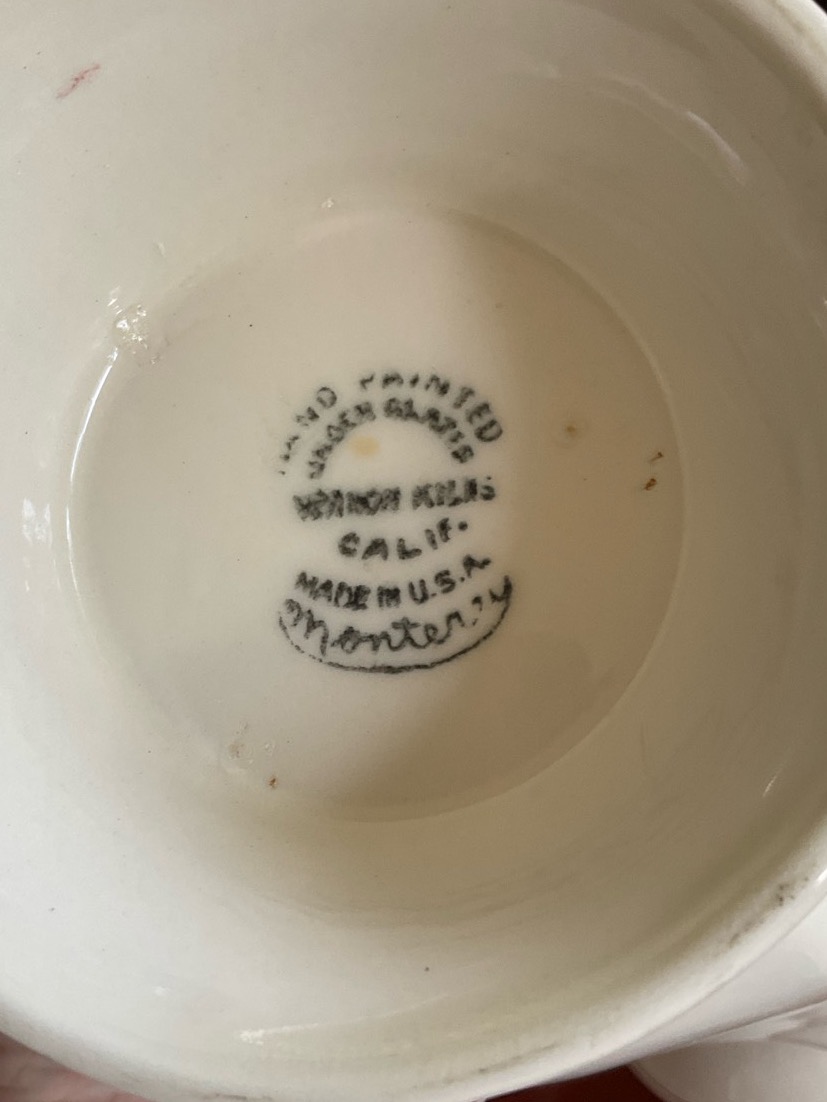 HAND PAINTED
UNDER GLAZE
VERNON KILNS
CALIF.
MADE IN U.S.A.
Monterey